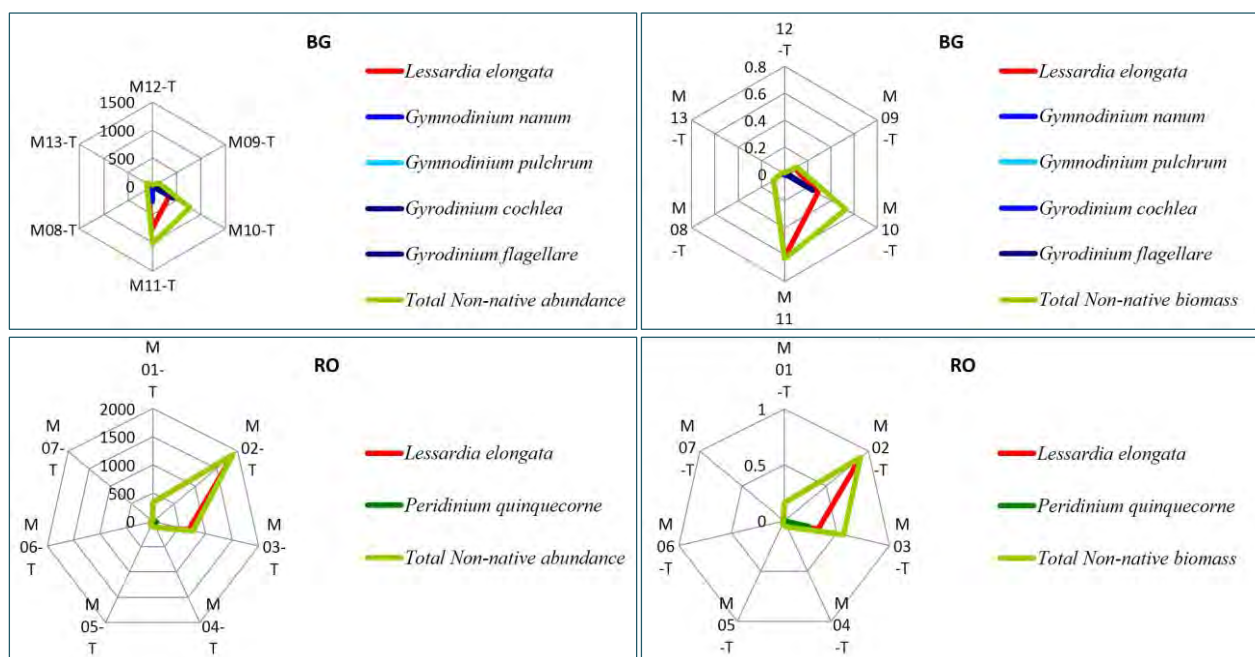 BG
M12-T
1500
1000
500
0
M13-T
M09-T
M08-T
M10-T
M11-T
Lessardia elongata
Gymnodinium nanum
Gymnodinium pulchrum
Gyrodinium cochlea
Gyrodinium flagellare
Total Non-native abundance
BG
12
-T
0.8
0.6
0.4
0.2
0
M
13
-T
M
09
-T
M
08
-T
M
10
-T
M
11
Lessardia elongata
Gymnodinium nanum
Gymnodinium pulchrum
Gyrodinium cochlea
Gyrodinium flagellare
Total Non-native biomass
RO
M
01-
T
2000
1500
1000
500
0
M
07-
T
M
02-
T
M
06-
T
M
03-
T
M
05-
T
M
04-
T
Lessardia elongata
Peridinium quinquecorne
Total Non-native abundance
RO
M
01
-T
1
0.5
0
M
07
-T
M
02
-T
M
06
-T
M
03
-T
M
05
-T
M
04
-T
Lessardia elongata
Peridinium quinquecorne
Total Non-native biomass